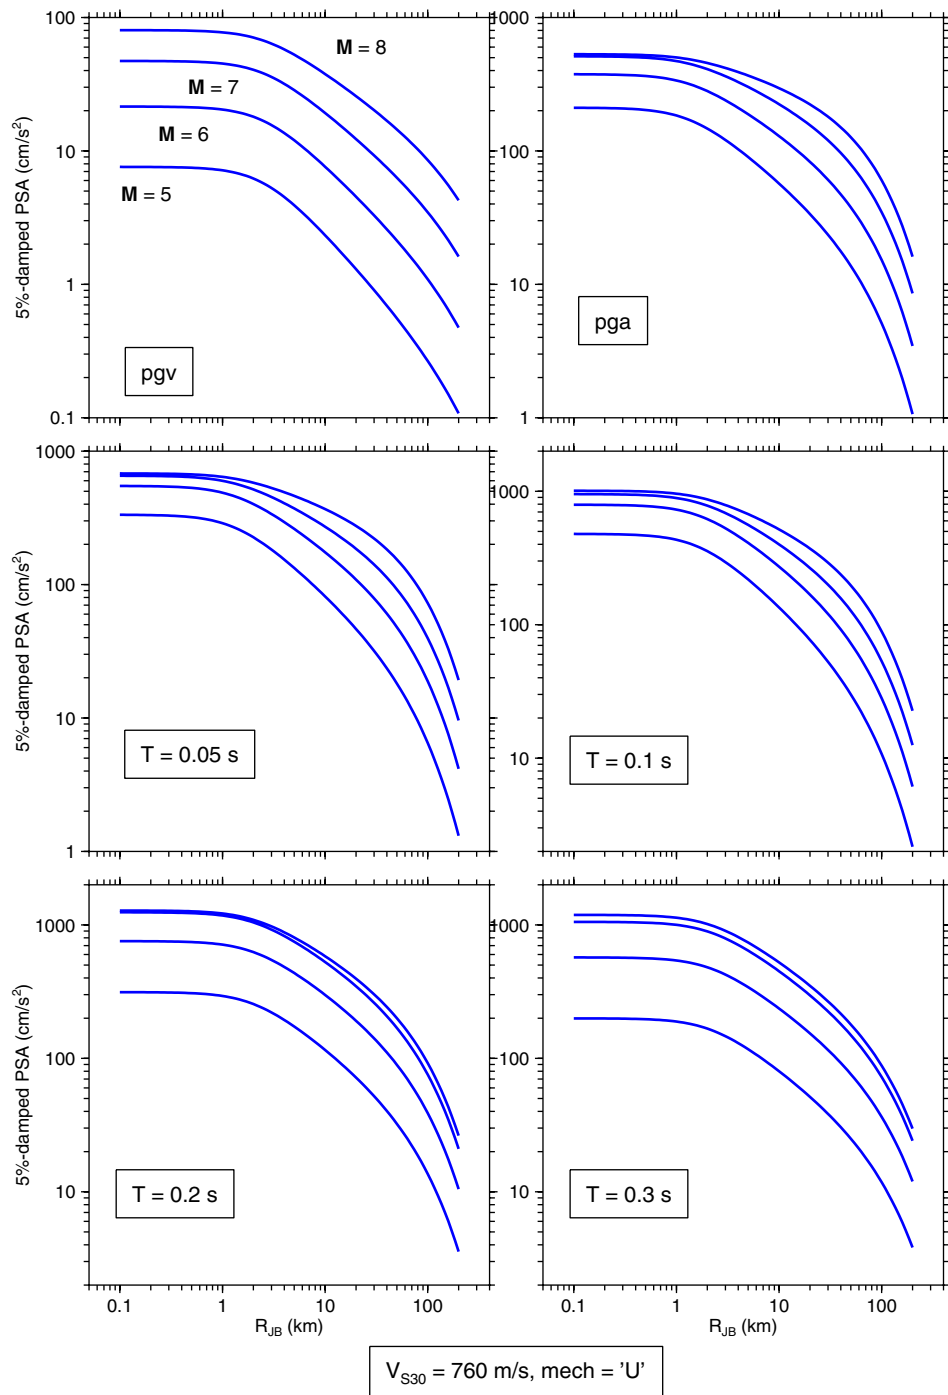 100
10
1
0.1
5%-damped PSA (cm/s²)
M = 8
M = 7
M = 6
M = 5
pgv
1000
100
10
1
pga
1000
100
10
1
5%-damped PSA (cm/s²)
T = 0.05 s
1000
100
10
T = 0.1 s
1000
100
10
5%-damped PSA (cm/s²)
T = 0.2 s
0.1 1 10 100
R_JB (km)
1000
100
10
T = 0.3 s
0.1 1 10 100
R_JB (km)
V_S30 = 760 m/s, mech = 'U'